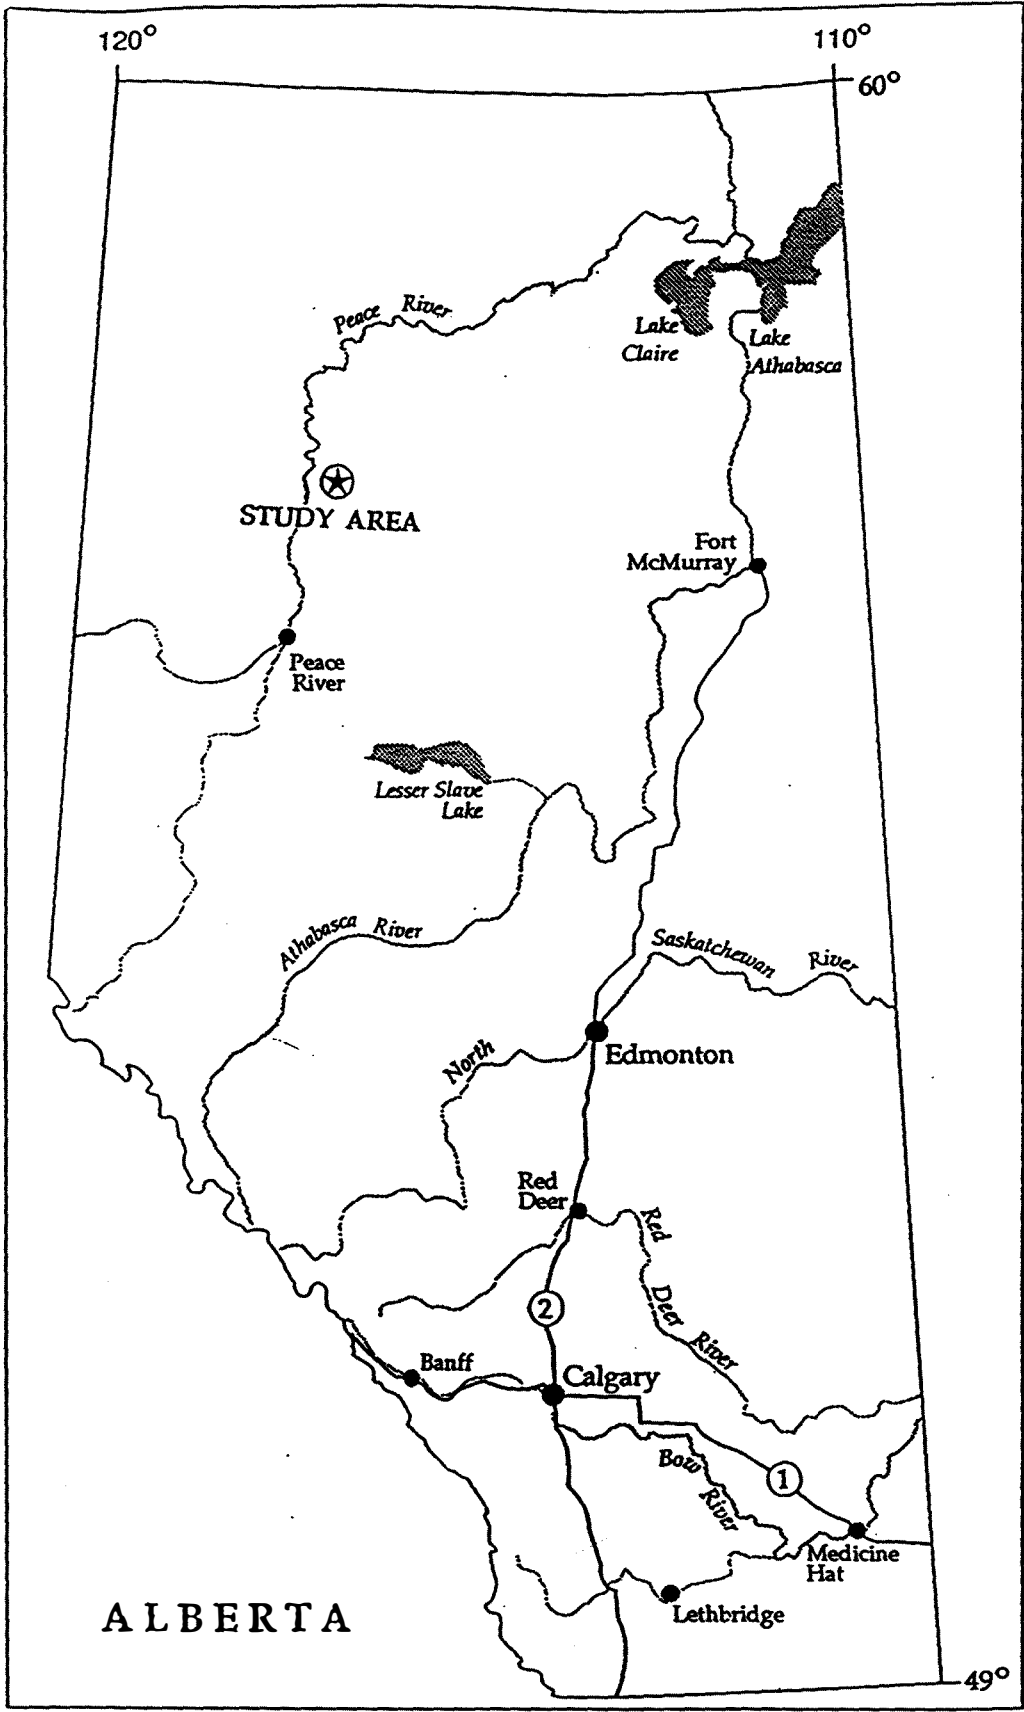 120°
110°
60°
Peace River
Lake
Claire
Lake
Athabasca
STUDY AREA
Fort
McMurray
Peace
River
Lesser Slave
Lake
Athabasca River
Saskatchewan River
North
Edmonton
Red
Deer
Red Deer River
2
Banff
Calgary
Bow River
1
Medicine
Hat
Lethbridge
ALBERTA
49°